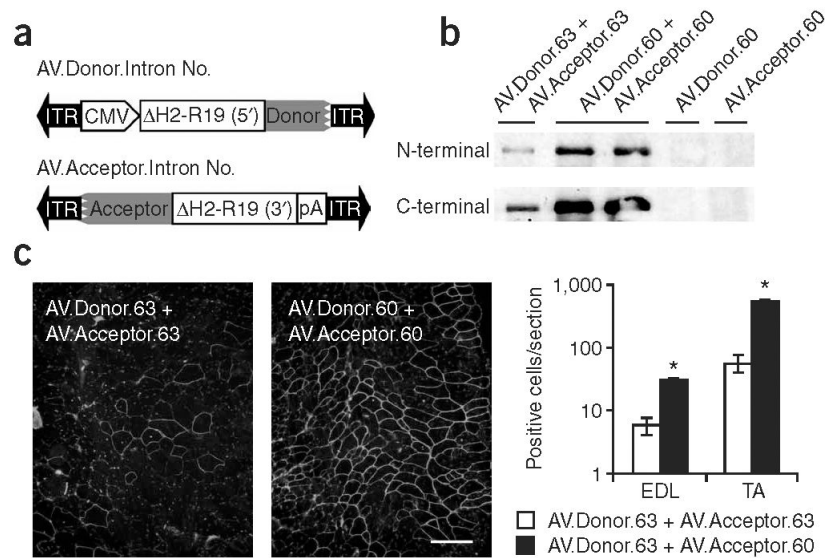 a
AV.Donor.Intron No.
ITR CMV ΔH2-R19 (5′) Donor ITR
AV.Acceptor.Intron No.
ITR Acceptor ΔH2-R19 (3′) pA ITR
b
AV.Donor.63 +
AV.Acceptor.63
AV.Donor.60 +
AV.Acceptor.60
AV.Donor.60
AV.Acceptor.60
N-terminal
C-terminal
c
AV.Donor.63 +
AV.Acceptor.63
AV.Donor.60 +
AV.Acceptor.60
Positive cells/section
1,000
100
10
1
*
*
EDL TA
AV.Donor.63 + AV.Acceptor.63
AV.Donor.63 + AV.Acceptor.60